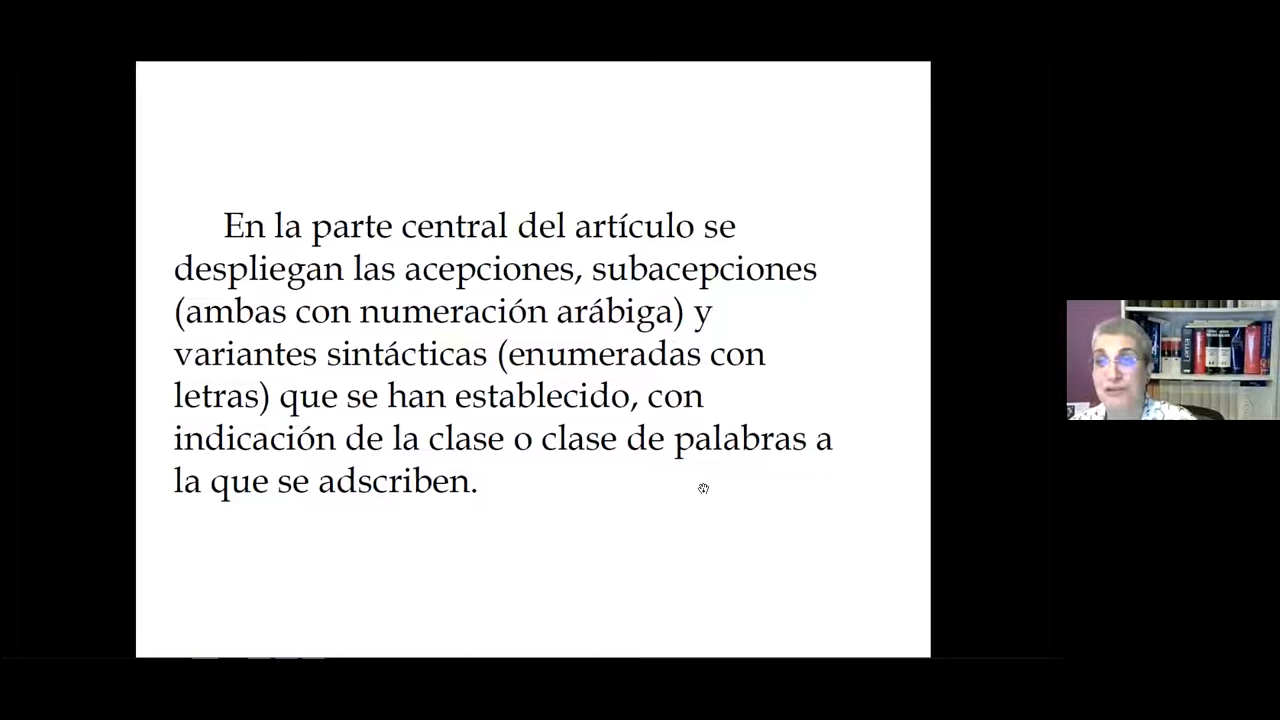 En la parte central del artículo se
despliegan las acepciones, subacepciones
(ambas con numeración arábiga) y
variantes sintácticas (enumeradas con
letras) que se han establecido, con
indicación de la clase o clase de palabras a
la que se adscriben.